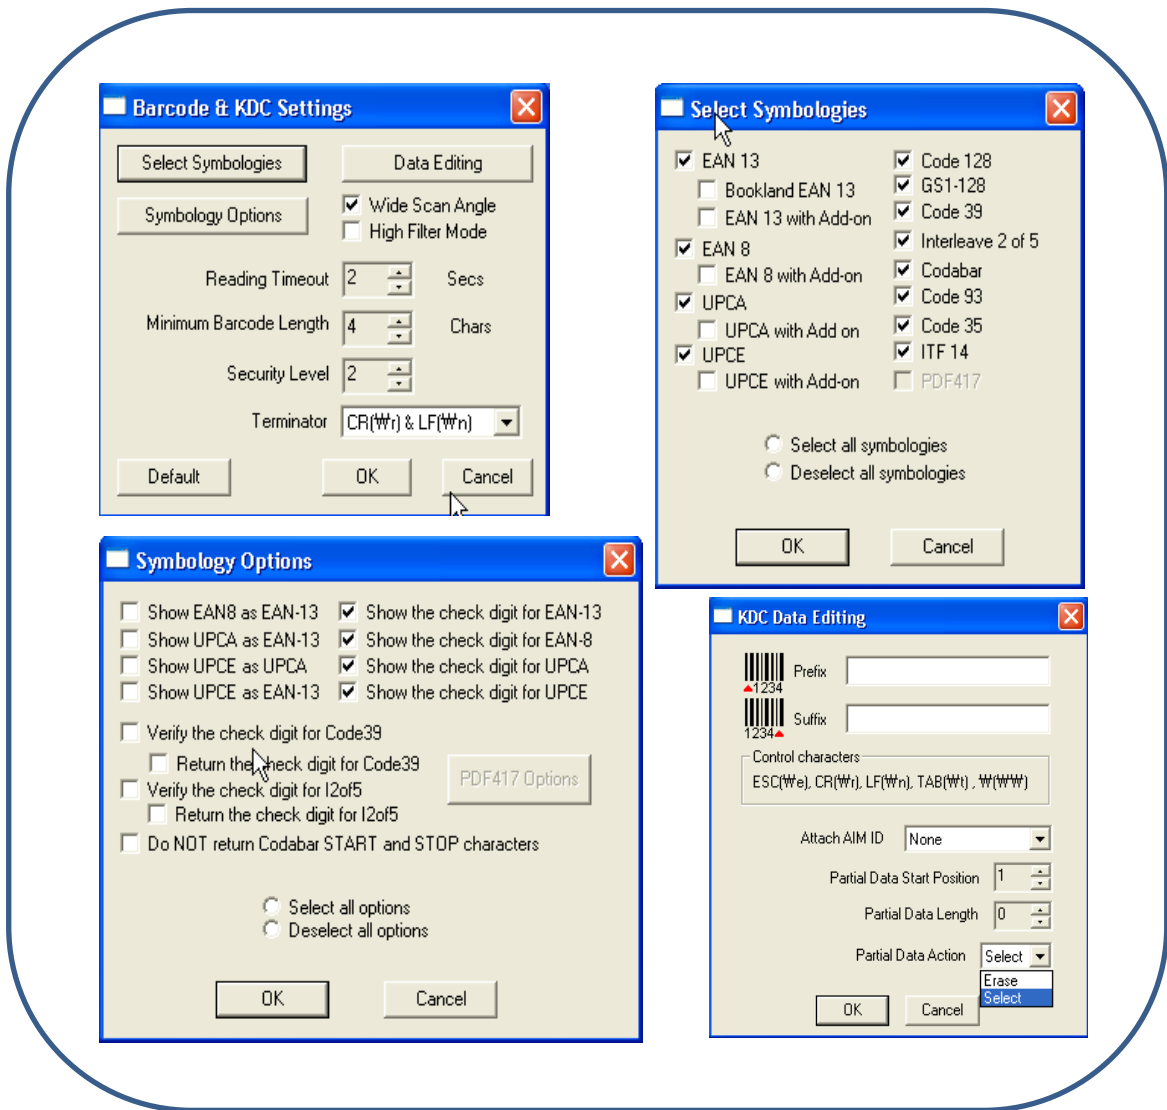 Barcode & KDC Settings
Select Symbologies
Data Editing
Symbology Options
Wide Scan Angle
High Filter Mode
Reading Timeout 2 Secs
Minimum Barcode Length 4 Chars
Security Level 2
Terminator CR(₩r) & LF(₩n)
Default OK Cancel
Select Symbologies
EAN 13
Bookland EAN 13
EAN 13 with Add-on
EAN 8
EAN 8 with Add-on
UPCA
UPCA with Add on
UPCE
UPCE with Add-on
Code 128
GS1-128
Code 39
Interleave 2 of 5
Codabar
Code 93
Code 35
ITF 14
PDF417
Select all symbologies
Deselect all symbologies
OK Cancel
Symbology Options
Show EAN8 as EAN-13
Show UPCA as EAN-13
Show UPCE as UPCA
Show UPCE as EAN-13
Show the check digit for EAN-13
Show the check digit for EAN-8
Show the check digit for UPCA
Show the check digit for UPCE
Verify the check digit for Code39
Return the check digit for Code39
Verify the check digit for I2of5
Return the check digit for I2of5
Do NOT return Codabar START and STOP characters
PDF417 Options
Select all options
Deselect all options
OK Cancel
KDC Data Editing
1234 Prefix
1234 Suffix
Control characters
ESC(₩e), CR(₩r), LF(₩n), TAB(₩t) , ₩(₩₩)
Attach AIM ID None
Partial Data Start Position 1
Partial Data Length 0
Partial Data Action Select
Erase
Select
OK Cancel